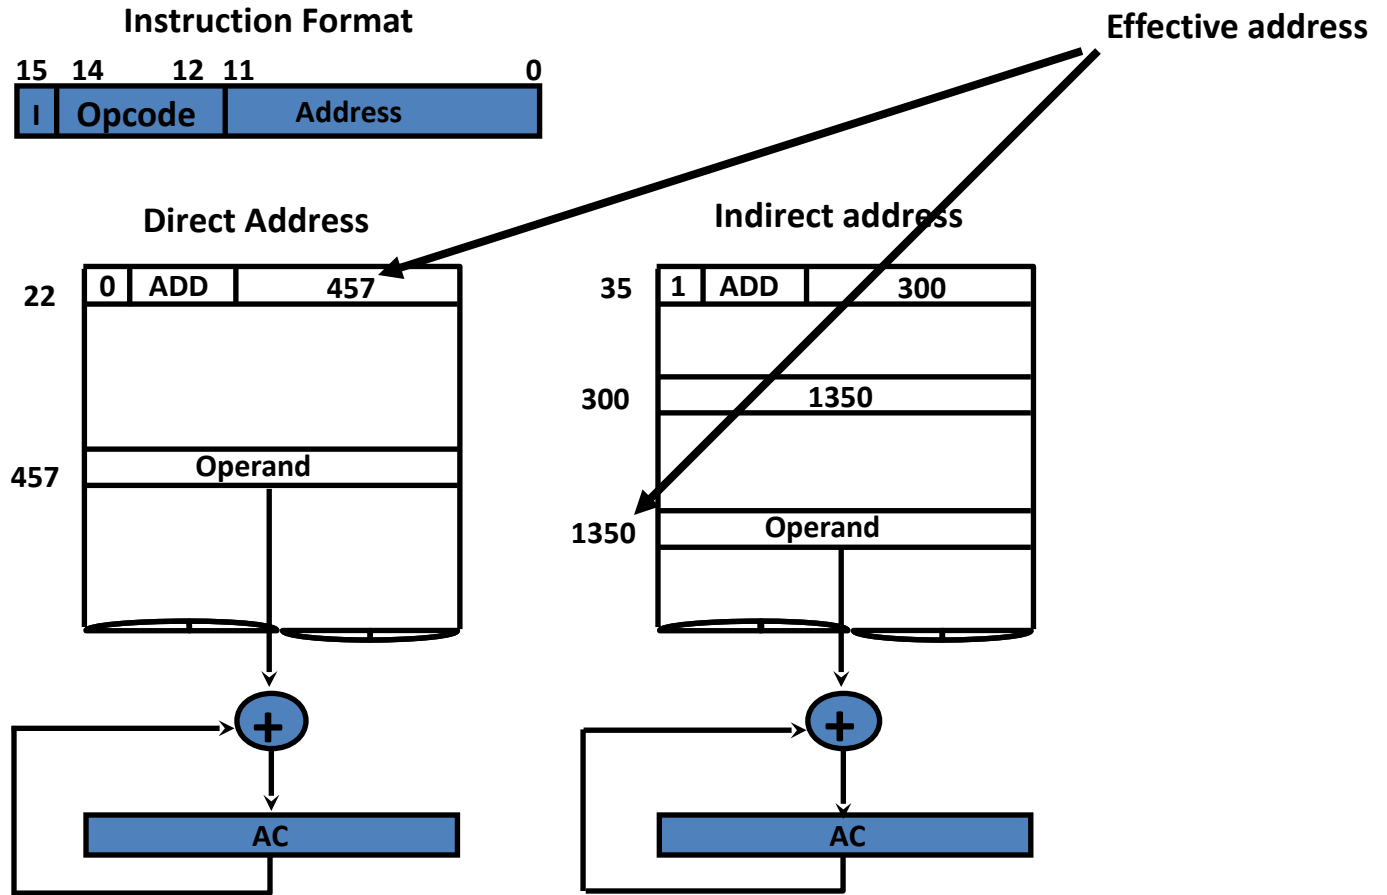 Instruction Format
Effective address
15 14 12 11 0
I Opcode Address
Direct Address
Indirect address
22 0 ADD 457
35 1 ADD 300
300 1350
457 Operand
1350 Operand
+
+
AC
AC